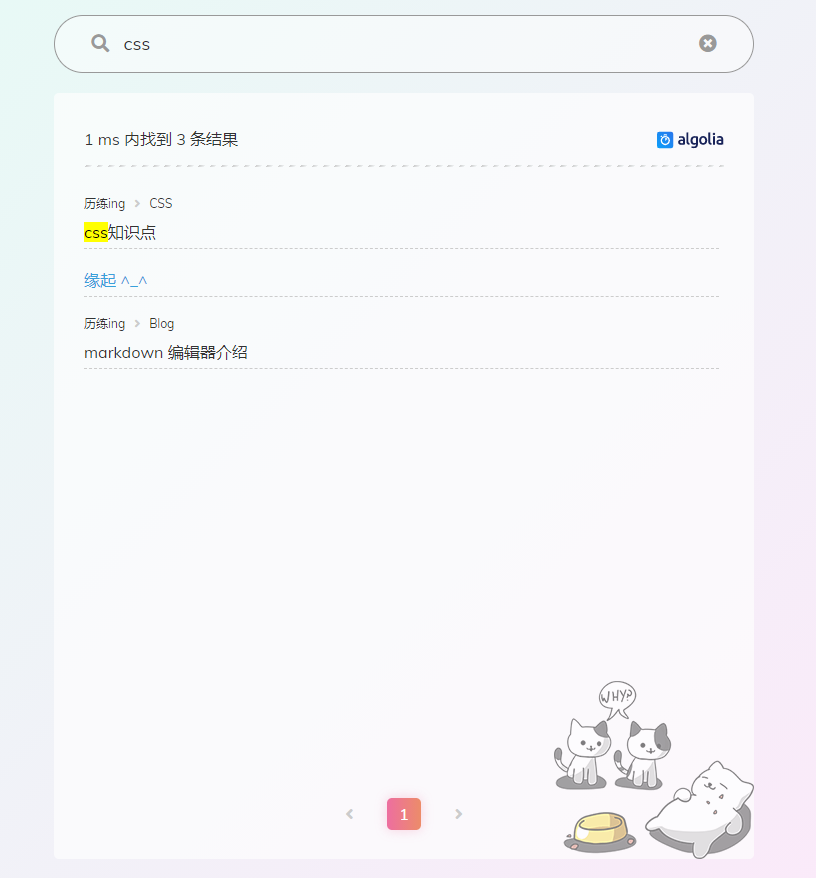 css
1 ms 内找到 3 条结果
algolia
历练ing > CSS
css知识点
缘起 ^_^
历练ing > Blog
markdown 编辑器介绍
WHY?
1